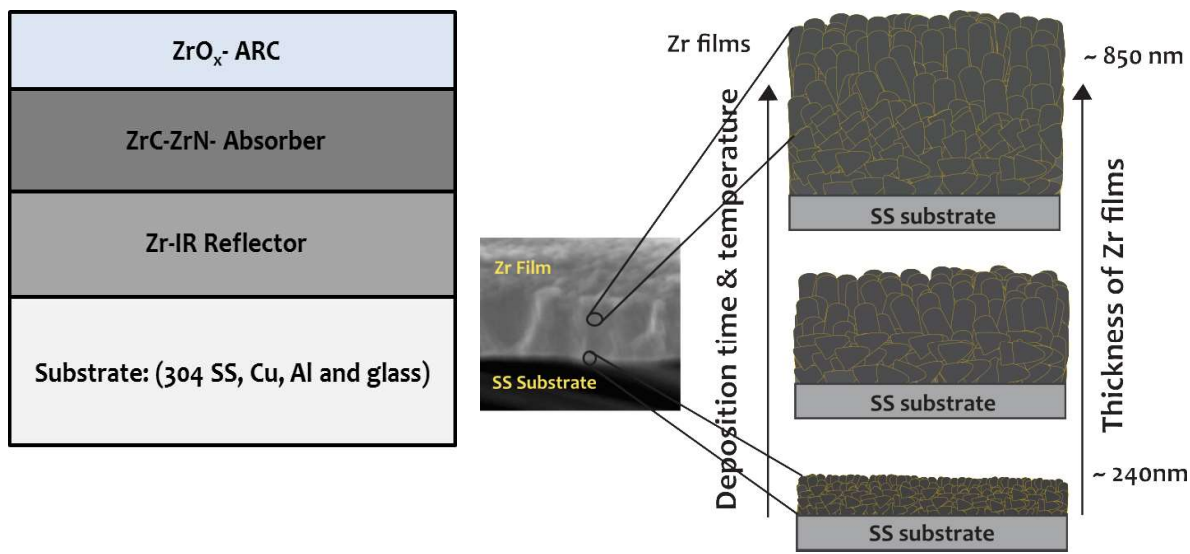 ZrOₓ- ARC
ZrC-ZrN- Absorber
Zr-IR Reflector
Substrate: (304 SS, Cu, Al and glass)
Zr Film
SS Substrate
Zr films
Deposition time & temperature
SS substrate
SS substrate
SS substrate
~ 850 nm
Thickness of Zr films
~ 240nm